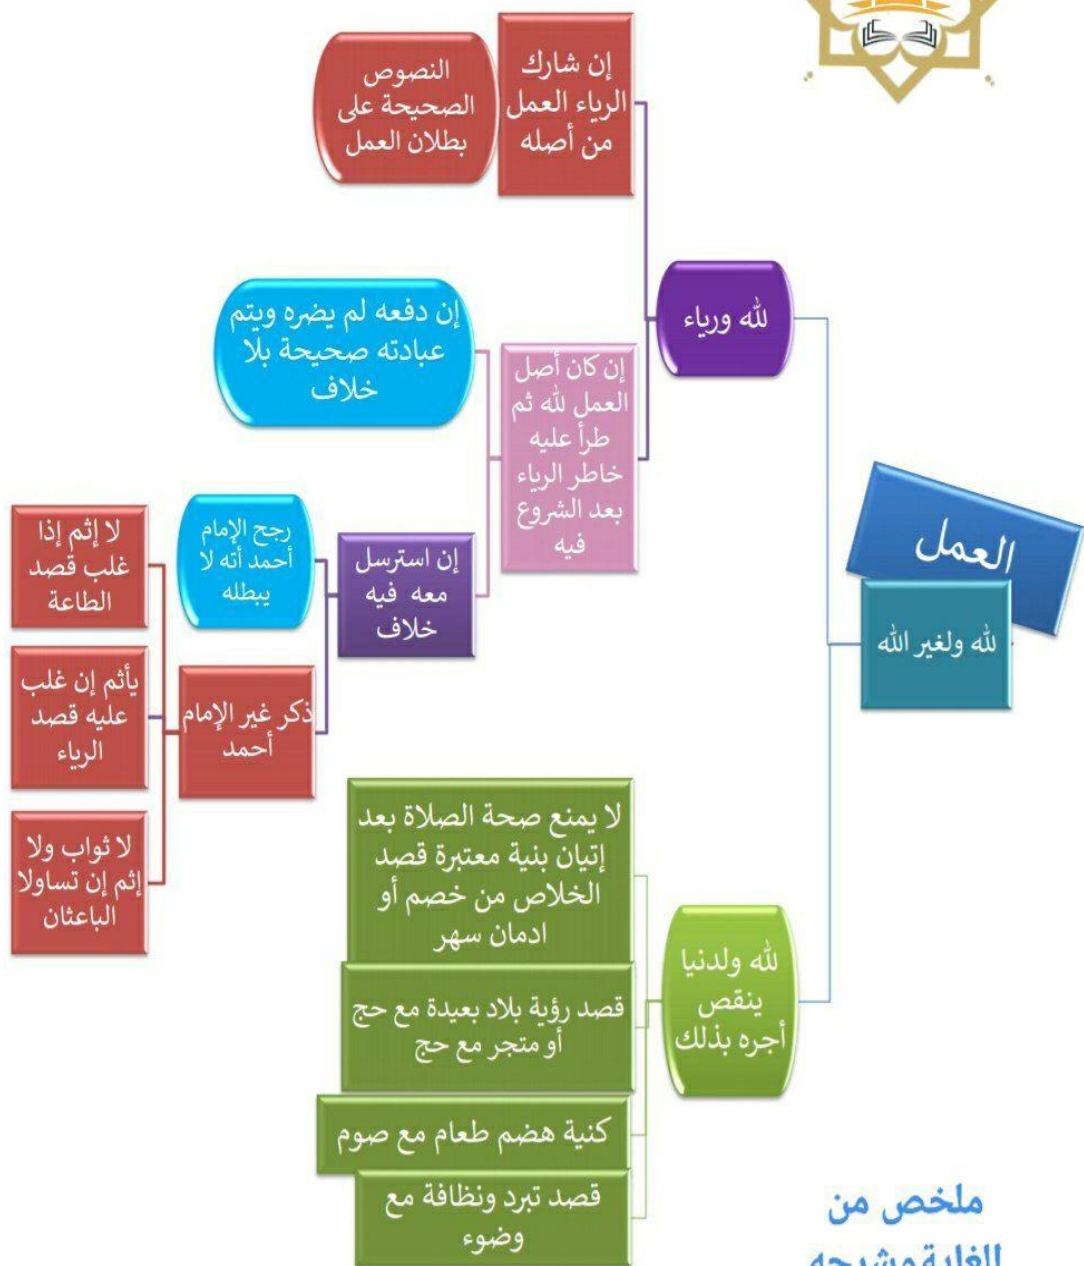 العمل
لله ولغير الله
لله ورياء
إن شارك
الرياء العمل
من أصله
النصوص
الصحيحة على
بطلان العمل
إن كان أصل
العمل لله ثم
طرأ عليه
خاطر الرياء
بعد الشروع
فيه
إن دفعه لم يضره ويتم
عبادته صحيحة بلا
خلاف
إن استرسل
معه فيه
خلاف
رجح الإمام
أحمد أنه لا
يبطله
ذكر غير الإمام
أحمد
لا إثم إذا
غلب قصد
الطاعة
يأثم إن غلب
عليه قصد
الرياء
لا ثواب ولا
إثم إن تساولا
الباعثان
لله ولدنيا
ينقص
أجره بذلك
لا يمنع صحة الصلاة بعد
إتيان بنية معتبرة قصد
الخلاص من خصم أو
ادمان سهر
قصد رؤية بلاد بعيدة مع حج
أو متجر مع حج
كنية هضم طعام مع صوم
قصد تبرد ونظافة مع
وضوء
ملخص من
الغاية وشرحه